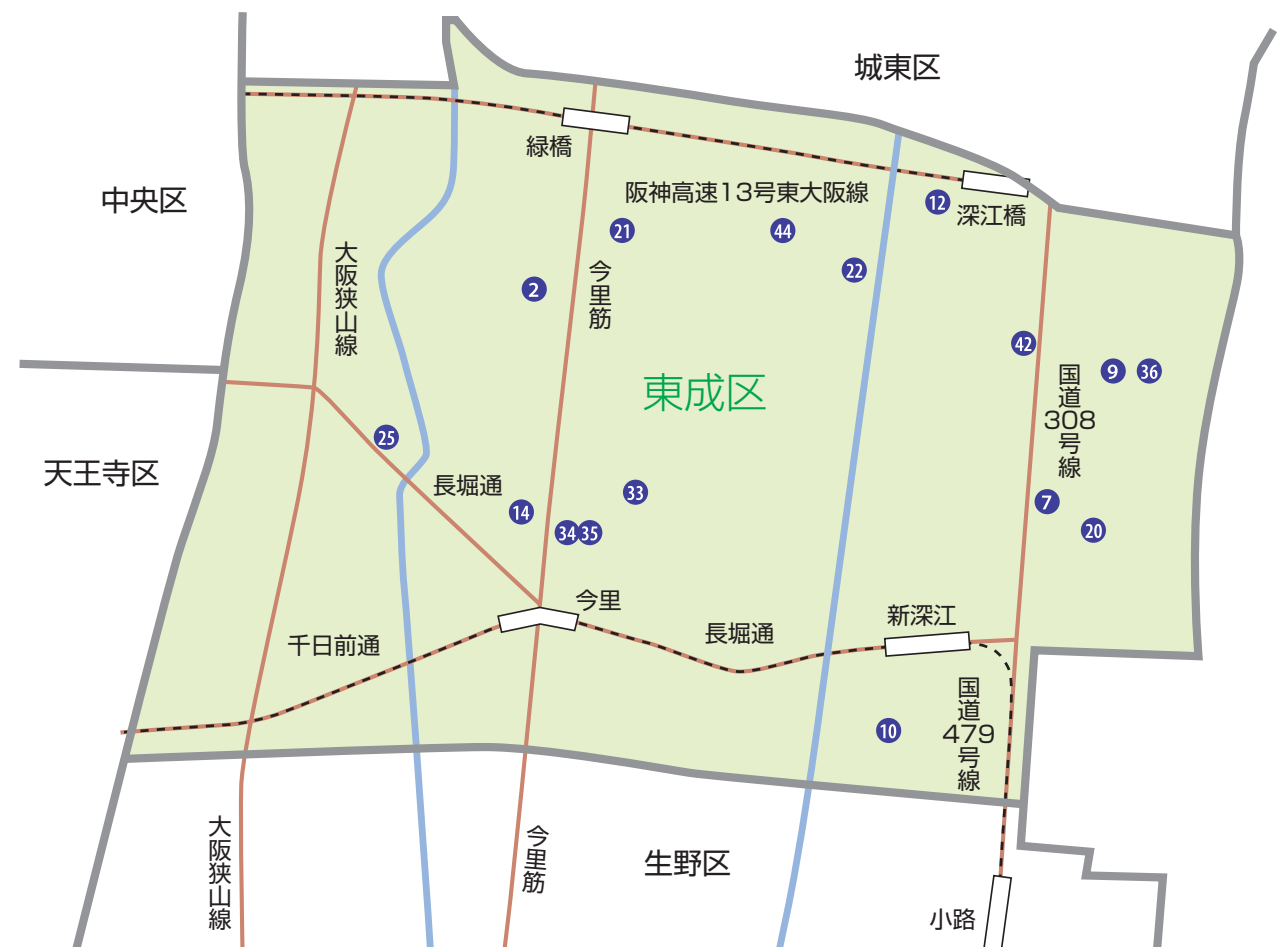 城東区
緑橋
中央区
阪神高速13号東大阪線
12
深江橋
21
44
大阪狭山線
今里筋
22
2
42
東成区
国道308号線
9
36
25
天王寺区
長堀通
14
33
34
35
7
20
今里
新深江
千日前通
長堀通
国道479号線
10
大阪狭山線
今里筋
生野区
小路